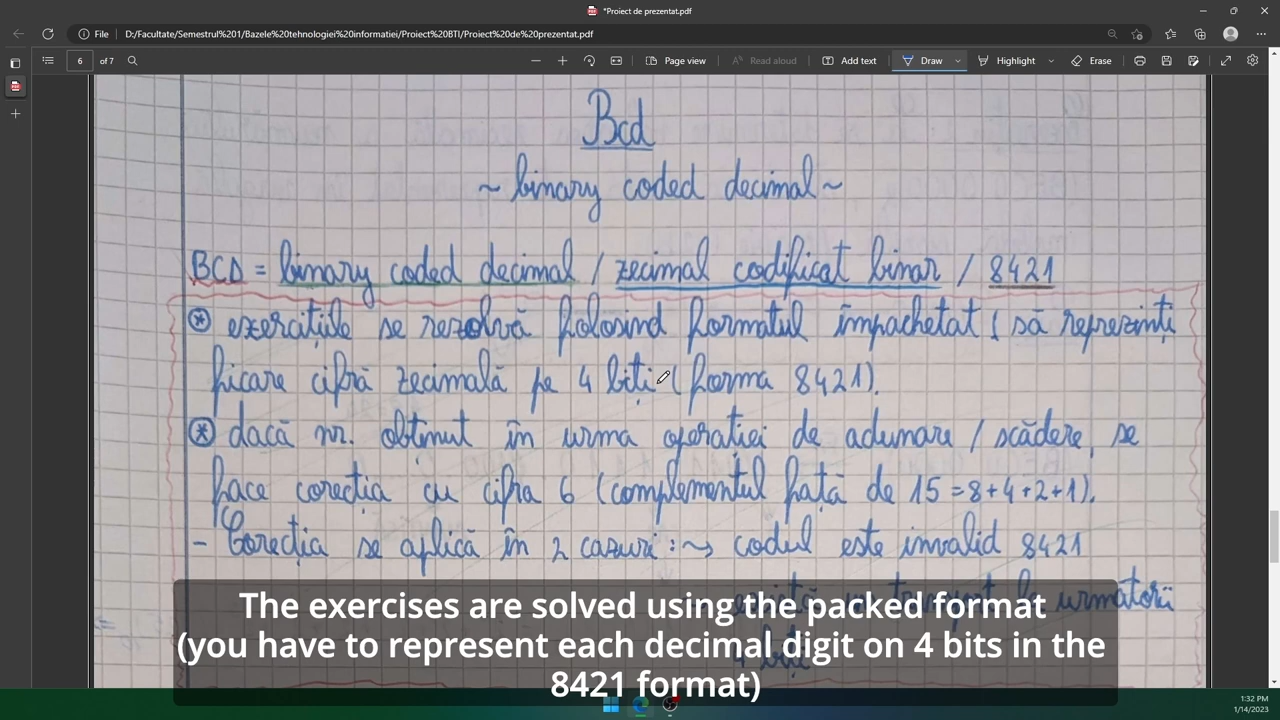 *Proiect de prezentat.pdf
File D:/Facultate/Semestrul%201/Bazele%20tehnologiei%20informatiei/Proiect%20BTI/Proiect%20de%20prezentat.pdf
6 of 7 Page view Read aloud Add text Draw Highlight Erase
Bcd
~ binary coded decimal ~
BCD = binary coded decimal / zecimal codificat binar / 8421
* exercițiile se rezolvă folosind formatul împachetat ( să reprezinți
ficare cifră zecimală pe 4 biți (forma 8421).
* dacă nr. obținut în urma operației de adunare / scădere, se
face corecția cu cifra 6 (complementul față de 15 = 8+4+2+1).
- Corecția se aplică în 2 cazuri: ~> codul este invalid 8421
următorii
4 biți
The exercises are solved using the packed format
(you have to represent each decimal digit on 4 bits in the
8421 format)
1:32 PM
1/14/2023